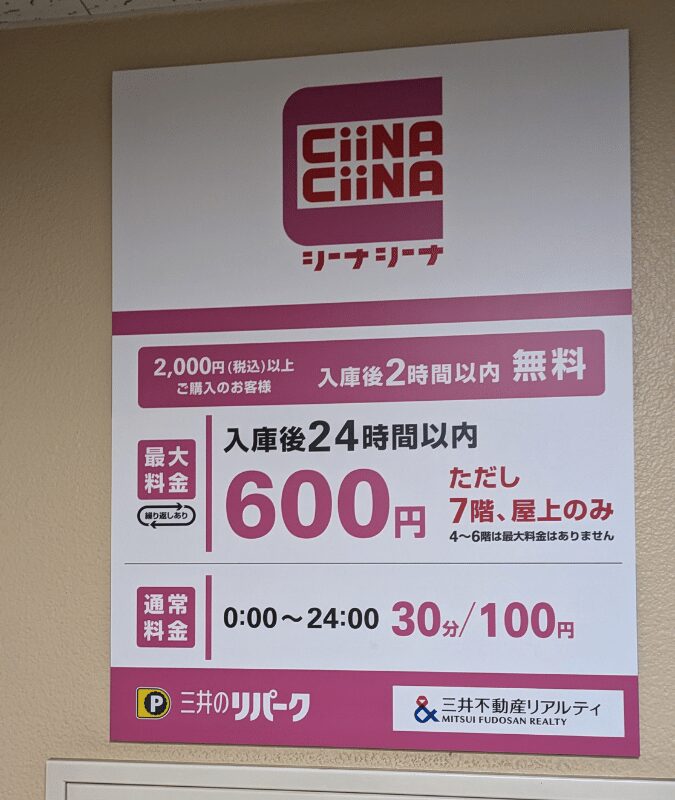 CiiNA
CiiNA
シーナシーナ
2,000円(税込)以上
ご購入のお客様
入庫後2時間以内 無料
最大
料金
繰り返しあり
入庫後24時間以内
600円
ただし
7階、屋上のみ
4～6階は最大料金はありません
通常
料金
0:00～24:00 30分/100円
P 三井のリパーク
& 三井不動産リアルティ
MITSUI FUDOSAN REALTY